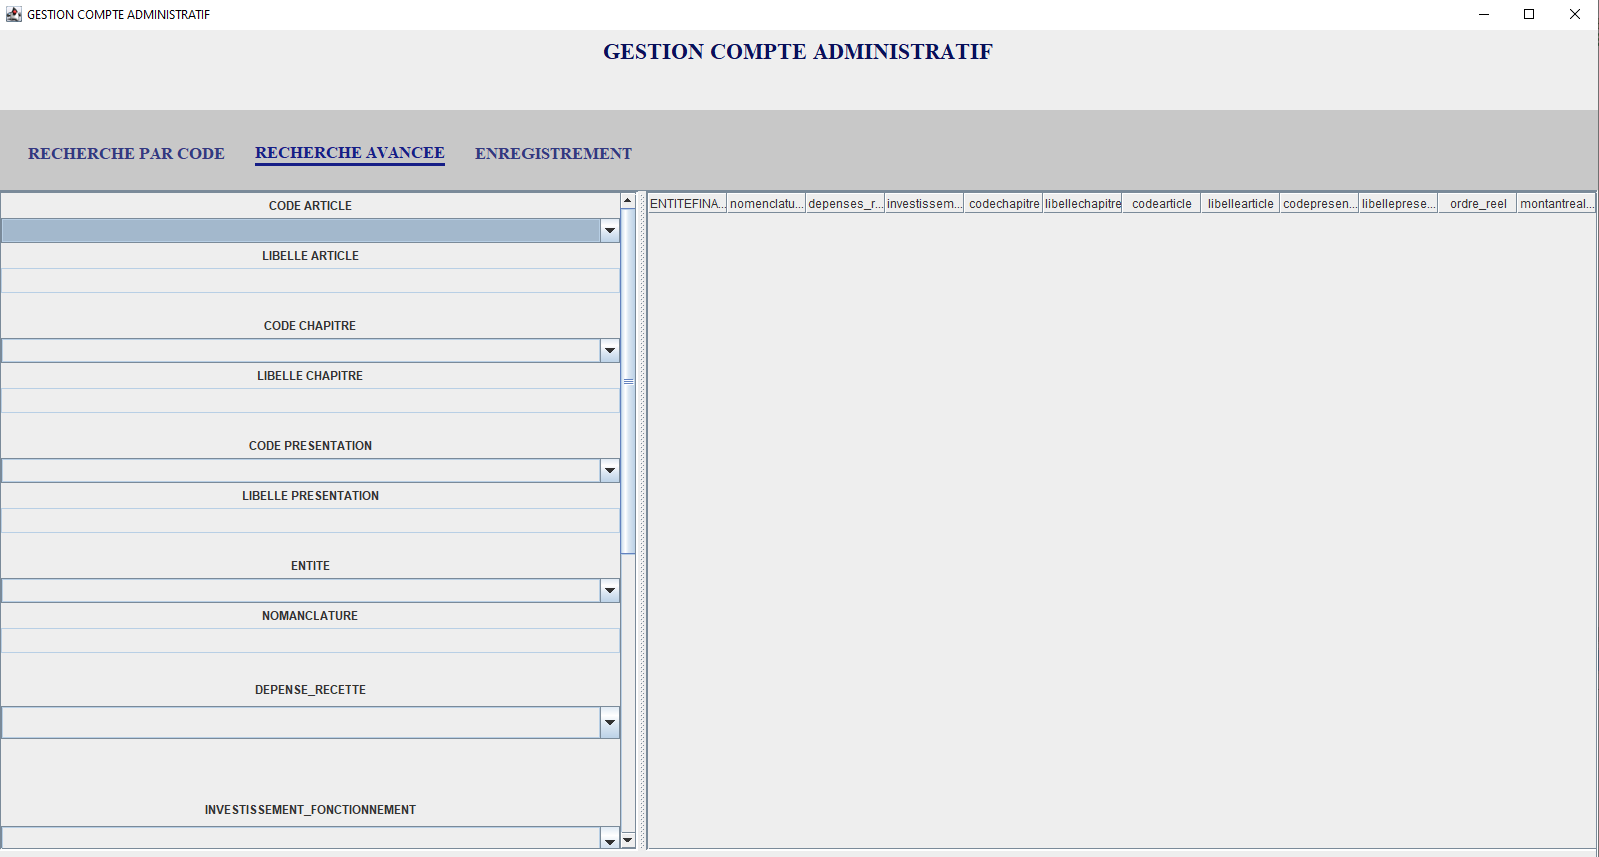 GESTION COMPTE ADMINISTRATIF
GESTION COMPTE ADMINISTRATIF
RECHERCHE PAR CODE RECHERCHE AVANCEE ENREGISTREMENT
CODE ARTICLE
LIBELLE ARTICLE
CODE CHAPITRE
LIBELLE CHAPITRE
CODE PRESENTATION
LIBELLE PRESENTATION
ENTITE
NOMANCLATURE
DEPENSE_RECETTE
INVESTISSEMENT_FONCTIONNEMENT
ENTITEFINA... nomenclatu... depenses_r... investissem... codechapitre libellechapitre codearticle libellearticle codepresen... libelleprese... ordre_reel montantreal...